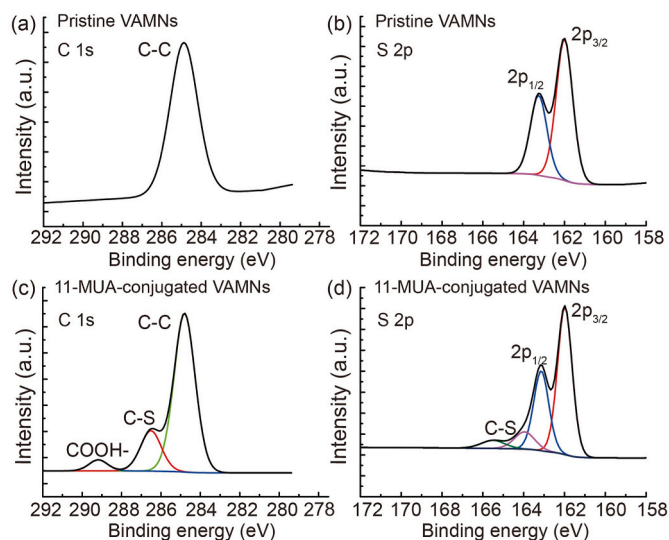 (a) Pristine VAMNs
C 1s
C-C
Intensity (a.u.)
292 290 288 286 284 282 280 278
Binding energy (eV)
(b) Pristine VAMNs
S 2p
2p1/2
2p3/2
Intensity (a.u.)
172 170 168 166 164 162 160 158
Binding energy (eV)
(c) 11-MUA-conjugated VAMNs
C 1s
C-C
C-S
COOH-
Intensity (a.u.)
292 290 288 286 284 282 280 278
Binding energy (eV)
(d) 11-MUA-conjugated VAMNs
S 2p
2p1/2
2p3/2
C-S
Intensity (a.u.)
172 170 168 166 164 162 160 158
Binding energy (eV)